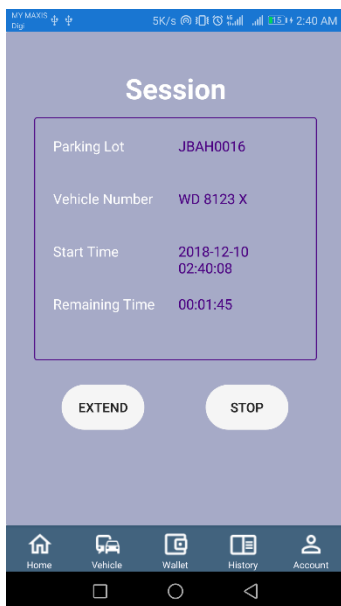 MY MAXIS
Digi
5K/s 15 2:40 AM
Session
Parking Lot JBAH0016
Vehicle Number WD 8123 X
Start Time 2018-12-10
02:40:08
Remaining Time 00:01:45
EXTEND STOP
Home Vehicle Wallet History Account